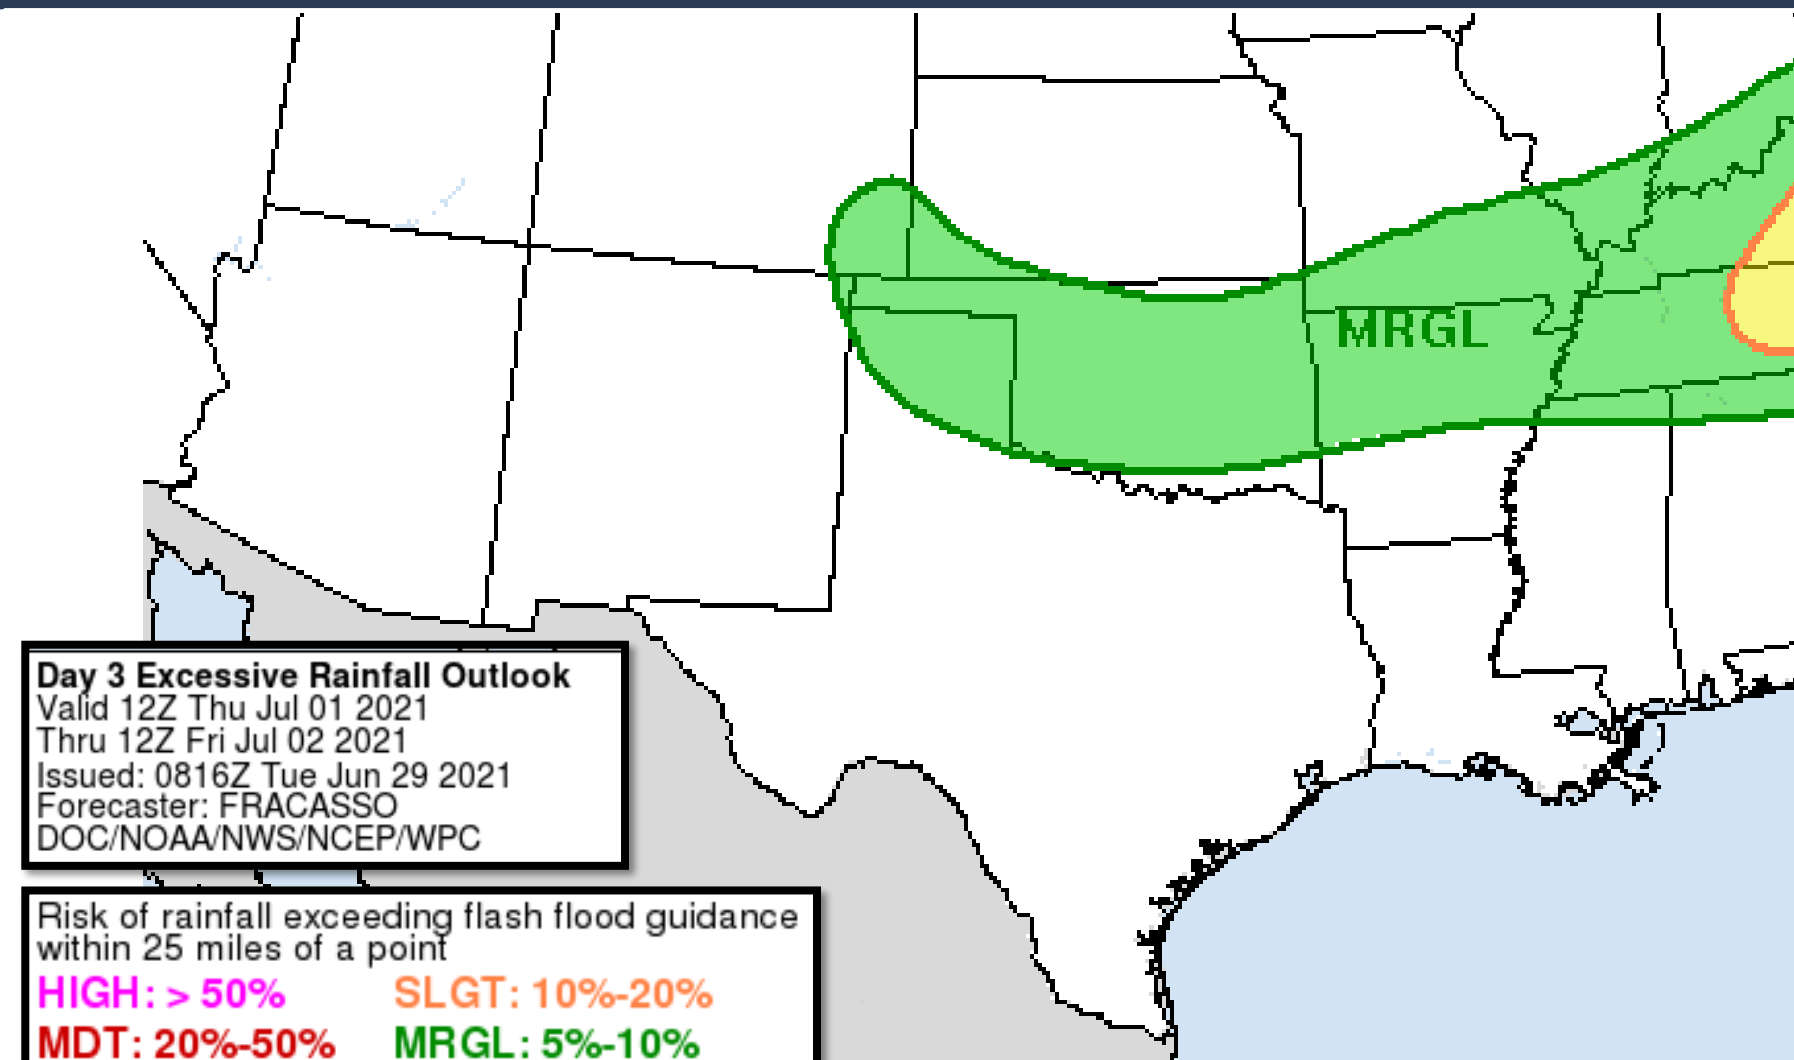 MRGL
Day 3 Excessive Rainfall Outlook
Valid 12Z Thu Jul 01 2021
Thru 12Z Fri Jul 02 2021
Issued: 0816Z Tue Jun 29 2021
Forecaster: FRACASSO
DOC/NOAA/NWS/NCEP/WPC
Risk of rainfall exceeding flash flood guidance
within 25 miles of a point
HIGH: > 50% SLGT: 10%-20%
MDT: 20%-50% MRGL: 5%-10%